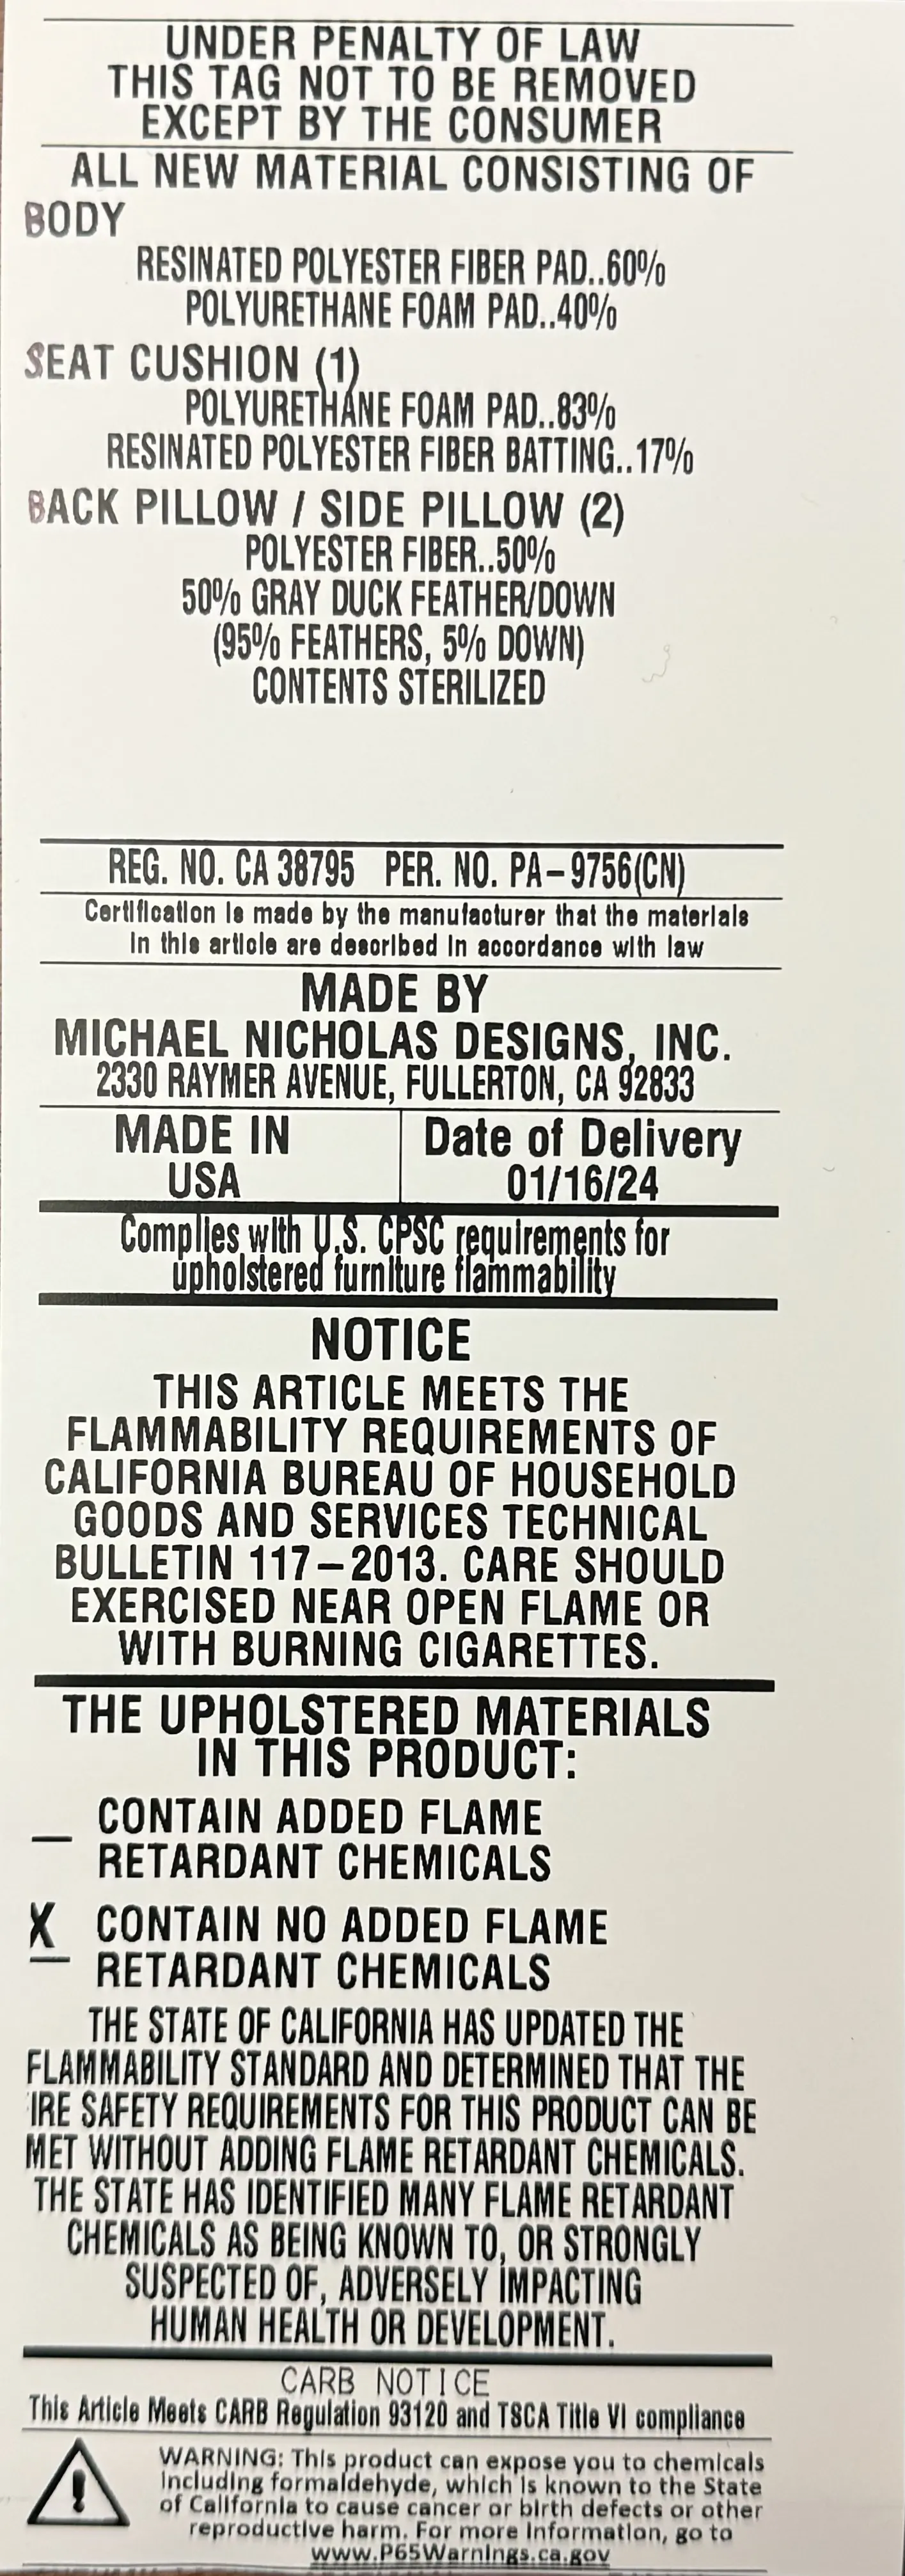 UNDER PENALTY OF LAW
THIS TAG NOT TO BE REMOVED
EXCEPT BY THE CONSUMER
ALL NEW MATERIAL CONSISTING OF
BODY
RESINATED POLYESTER FIBER PAD..60%
POLYURETHANE FOAM PAD..40%
SEAT CUSHION (1)
POLYURETHANE FOAM PAD..83%
RESINATED POLYESTER FIBER BATTING..17%
BACK PILLOW / SIDE PILLOW (2)
POLYESTER FIBER..50%
50% GRAY DUCK FEATHER/DOWN
(95% FEATHERS, 5% DOWN)
CONTENTS STERILIZED
REG. NO. CA 38795 PER. NO. PA-9756(CN)
Certification is made by the manufacturer that the materials
in this article are described in accordance with law
MADE BY
MICHAEL NICHOLAS DESIGNS, INC.
2330 RAYMER AVENUE, FULLERTON, CA 92833
MADE IN Date of Delivery
USA 01/16/24
Complies with U.S. CPSC requirements for
upholstered furniture flammability
NOTICE
THIS ARTICLE MEETS THE
FLAMMABILITY REQUIREMENTS OF
CALIFORNIA BUREAU OF HOUSEHOLD
GOODS AND SERVICES TECHNICAL
BULLETIN 117-2013. CARE SHOULD
EXERCISED NEAR OPEN FLAME OR
WITH BURNING CIGARETTES.
THE UPHOLSTERED MATERIALS
IN THIS PRODUCT:
_ CONTAIN ADDED FLAME
RETARDANT CHEMICALS
X CONTAIN NO ADDED FLAME
RETARDANT CHEMICALS
THE STATE OF CALIFORNIA HAS UPDATED THE
FLAMMABILITY STANDARD AND DETERMINED THAT THE
IRE SAFETY REQUIREMENTS FOR THIS PRODUCT CAN BE
MET WITHOUT ADDING FLAME RETARDANT CHEMICALS.
THE STATE HAS IDENTIFIED MANY FLAME RETARDANT
CHEMICALS AS BEING KNOWN TO, OR STRONGLY
SUSPECTED OF, ADVERSELY IMPACTING
HUMAN HEALTH OR DEVELOPMENT.
CARB NOTICE
This Article Meets CARB Regulation 93120 and TSCA Title VI compliance
WARNING: This product can expose you to chemicals
including formaldehyde, which is known to the State
of California to cause cancer or birth defects or other
reproductive harm. For more information, go to
www.P65Warnings.ca.gov